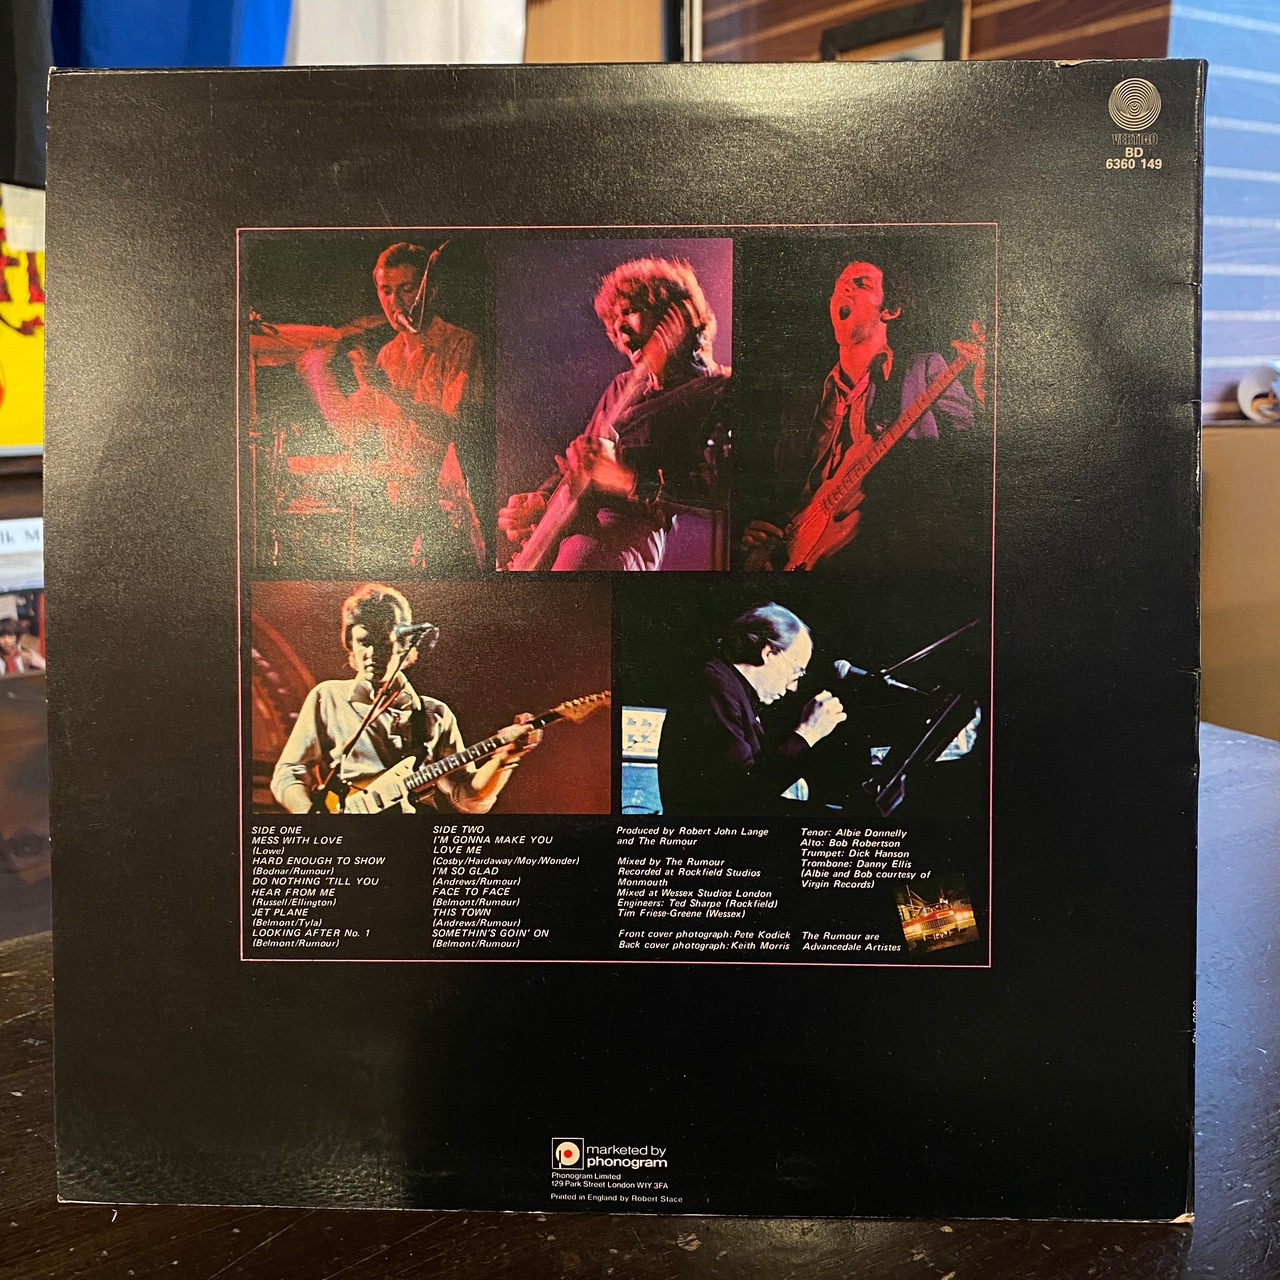 VERTIGO
BD
6360 149
SIDE ONE
MESS WITH LOVE
(Lowe)
HARD ENOUGH TO SHOW
(Bodnar/Rumour)
DO NOTHING 'TILL YOU
HEAR FROM ME
(Russell/Ellington)
JET PLANE
(Belmont/Tyla)
LOOKING AFTER No. 1
(Belmont/Rumour)
SIDE TWO
I'M GONNA MAKE YOU
LOVE ME
(Cosby/Hardaway/Moy/Wonder)
I'M SO GLAD
(Andrews/Rumour)
FACE TO FACE
(Belmont/Rumour)
THIS TOWN
(Andrews/Rumour)
SOMETHIN'S GOIN' ON
(Belmont/Rumour)
Produced by Robert John Lange
and The Rumour
Mixed by The Rumour
Recorded at Rockfield Studios
Monmouth
Mixed at Wessex Studios London
Engineers: Ted Sharpe (Rockfield)
Tim Friese-Greene (Wessex)
Front cover photograph: Pete Kodick
Back cover photograph: Keith Morris
Tenor: Albie Donnelly
Alto: Bob Robertson
Trumpet: Dick Hanson
Trombone: Danny Ellis
(Albie and Bob courtesy of
Virgin Records)
The Rumour are
Advancedale Artistes
marketed by
phonogram
Phonogram Limited
129 Park Street London W1Y 3FA
Printed in England by Robert Stace